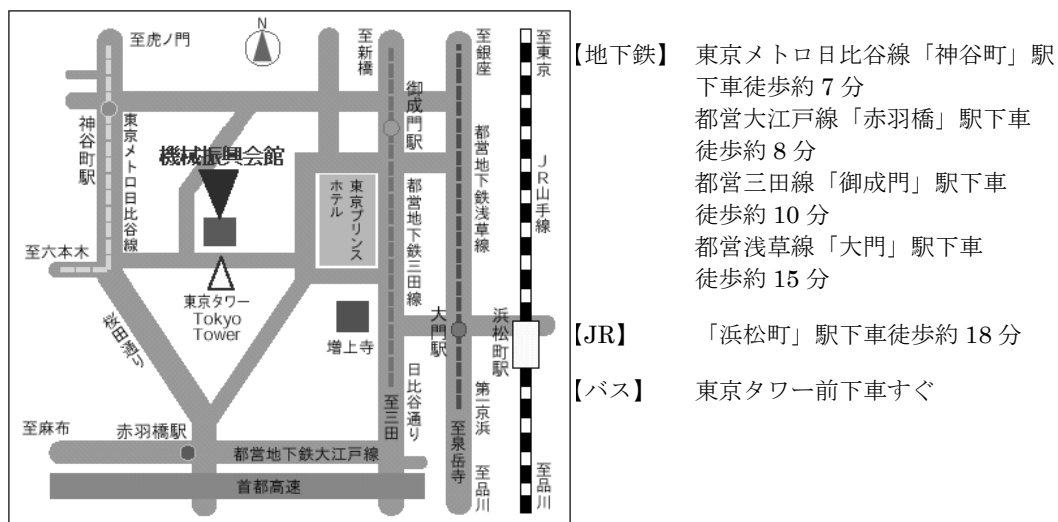 至虎ノ門
N
至新橋
至銀座
至東京
神谷町駅
東京メトロ日比谷線
機械振興会館
御成門駅
都営地下鉄浅草線
JR山手線
東京プリンス
ホテル
都営地下鉄三田線
至六本木
東京タワー
Tokyo
Tower
桜田通り
増上寺
大門駅
浜松町駅
日比谷通り
第一京浜
至三田
至麻布
赤羽橋駅
都営地下鉄大江戸線
至泉岳寺
至品川
至品川
首都高速
【地下鉄】 東京メトロ日比谷線「神谷町」駅
下車徒歩約 7 分
都営大江戸線「赤羽橋」駅下車
徒歩約 8 分
都営三田線「御成門」駅下車
徒歩約 10 分
都営浅草線「大門」駅下車
徒歩約 15 分
【JR】 「浜松町」駅下車徒歩約 18 分
【バス】 東京タワー前下車すぐ